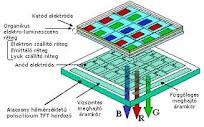 Katód elektróda
Organikus
elektro-lumineszcens
réteg
Elektron szállító réteg
Emittáló réteg
Lyuk szállító réteg
Anód elektróda
Alacsony hőmérsékletű
polisilicium TFT hordozó
Vízszintes
meghajtó
áramkör
Függőleges
meghajtó
áramkör
B
R
G